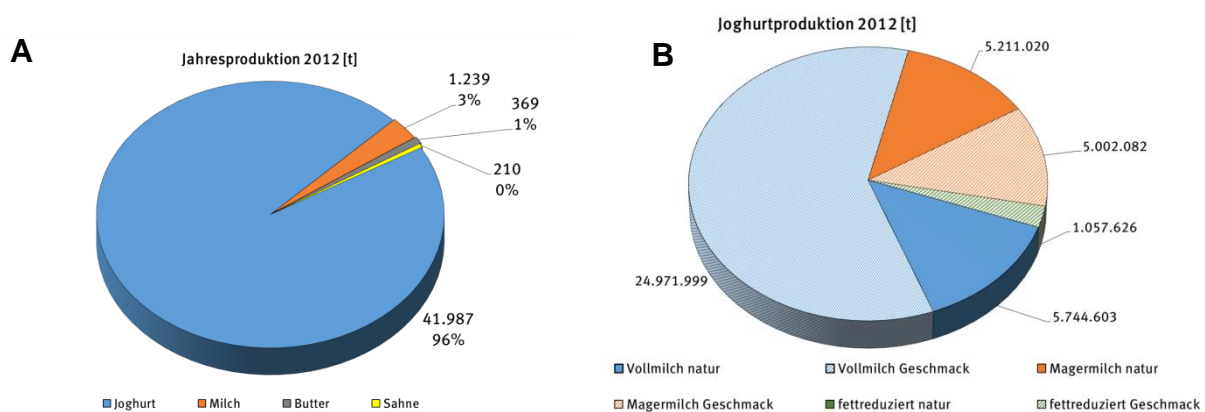 A
Jahresproduktion 2012 [t]
1.239
3%
369
1%
210
0%
41.987
96%
Joghurt Milch Butter Sahne
B
Joghurtproduktion 2012 [t]
5.211.020
5.002.082
1.057.626
5.744.603
24.971.999
Vollmilch natur Vollmilch Geschmack Magermilch natur
Magermilch Geschmack fettreduziert natur fettreduziert Geschmack